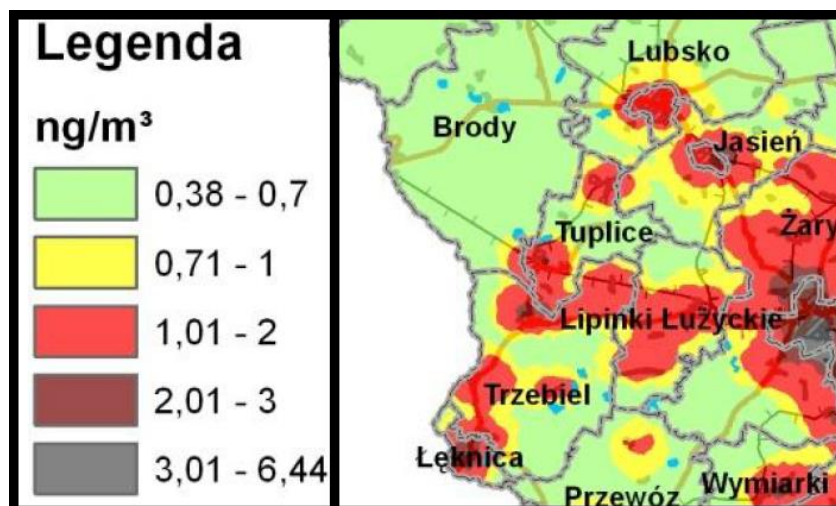 Legenda
ng/m³
0,38 - 0,7
0,71 - 1
1,01 - 2
2,01 - 3
3,01 - 6,44
Lubsko
Brody
Jasień
Żary
Tuplice
Lipinki Łużyckie
Trzebiel
Łęknica
Wymiarki
Przewóz